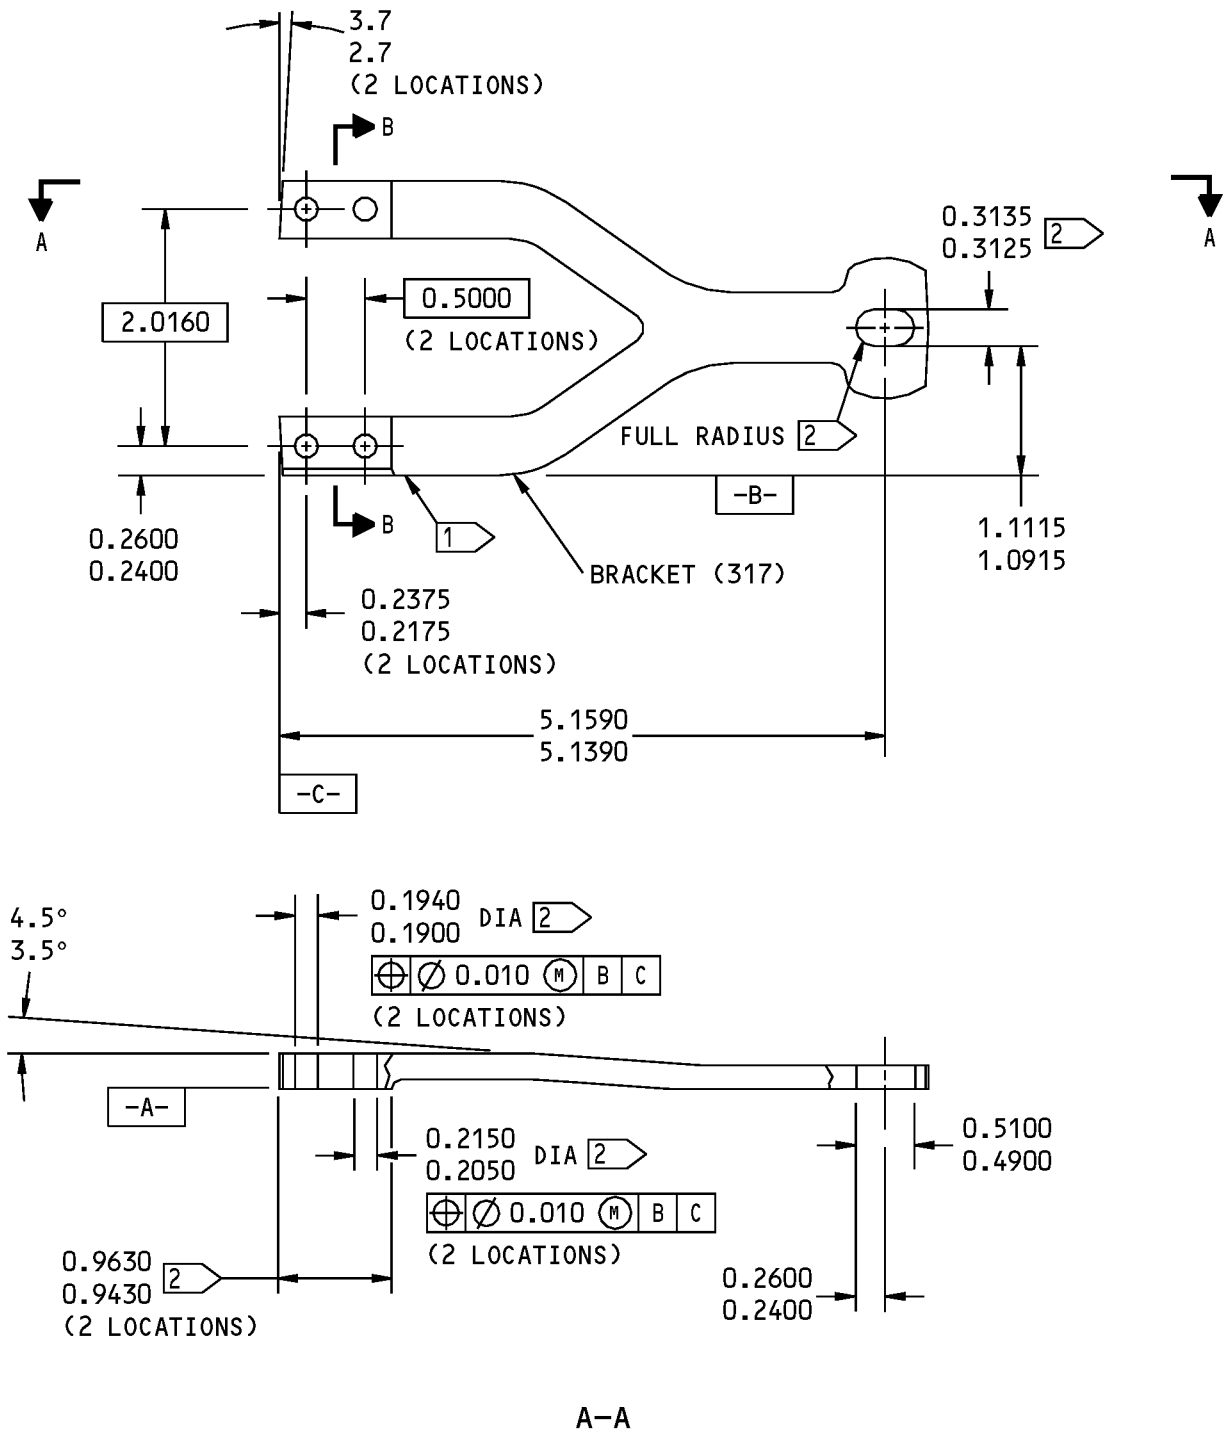 3.7
2.7
(2 LOCATIONS)
B
A
A
0.3135
0.3125 2
0.5000
(2 LOCATIONS)
2.0160
FULL RADIUS 2
-B-
B
1
0.2600
0.2400
BRACKET (317)
1.1115
1.0915
0.2375
0.2175
(2 LOCATIONS)
5.1590
5.1390
-C-
4.5°
3.5°
0.1940
0.1900 DIA 2
⌖ ⌀ 0.010 Ⓜ B C
(2 LOCATIONS)
-A-
0.2150
0.2050 DIA 2
⌖ ⌀ 0.010 Ⓜ B C
(2 LOCATIONS)
0.5100
0.4900
0.9630
0.9430 2
(2 LOCATIONS)
0.2600
0.2400
A-A